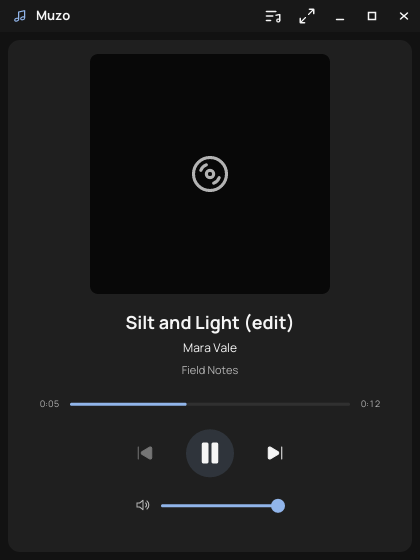 Muzo
Silt and Light (edit)
Mara Vale
Field Notes
0:05
0:12